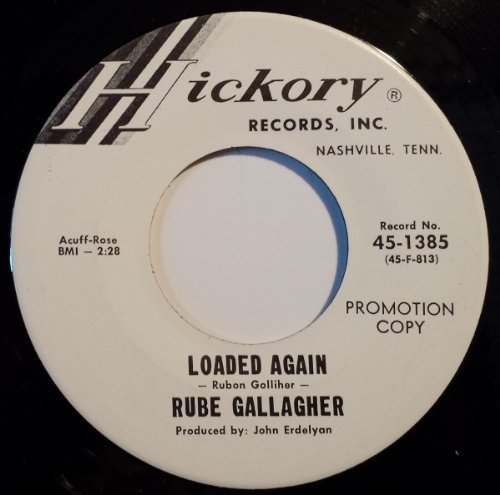 Hickory ®
RECORDS, INC.
NASHVILLE, TENN.
Acuff-Rose
BMI — 2:28
Record No.
45-1385
(45-F-813)
PROMOTION
COPY
LOADED AGAIN
— Rubon Gollihor —
RUBE GALLAGHER
Produced by: John Erdelyan